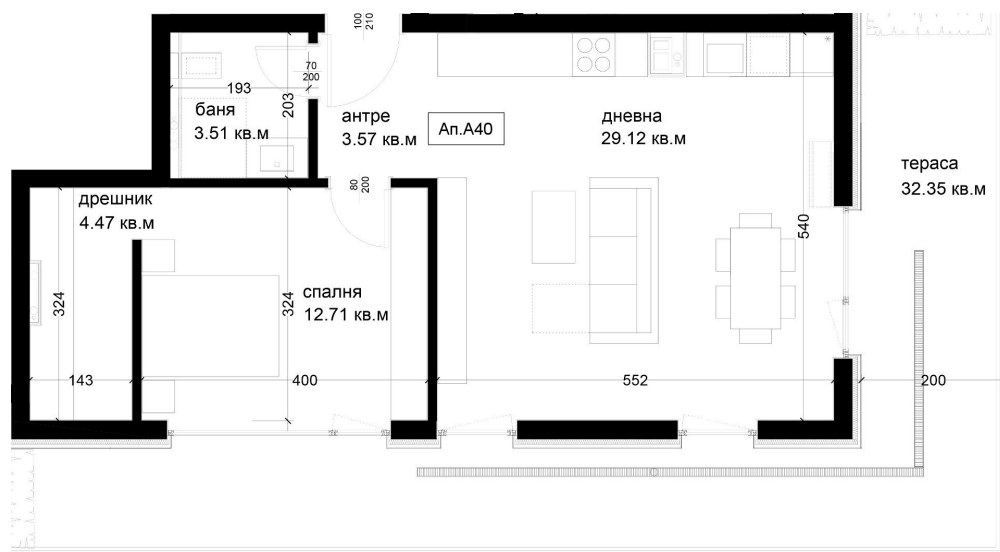 100
210
70
200
193
203
баня
3.51 кв.м
антре
3.57 кв.м
Ап.А40
дневна
29.12 кв.м
тераса
32.35 кв.м
80
200
дрешник
4.47 кв.м
540
324
324
спалня
12.71 кв.м
143
400
552
200